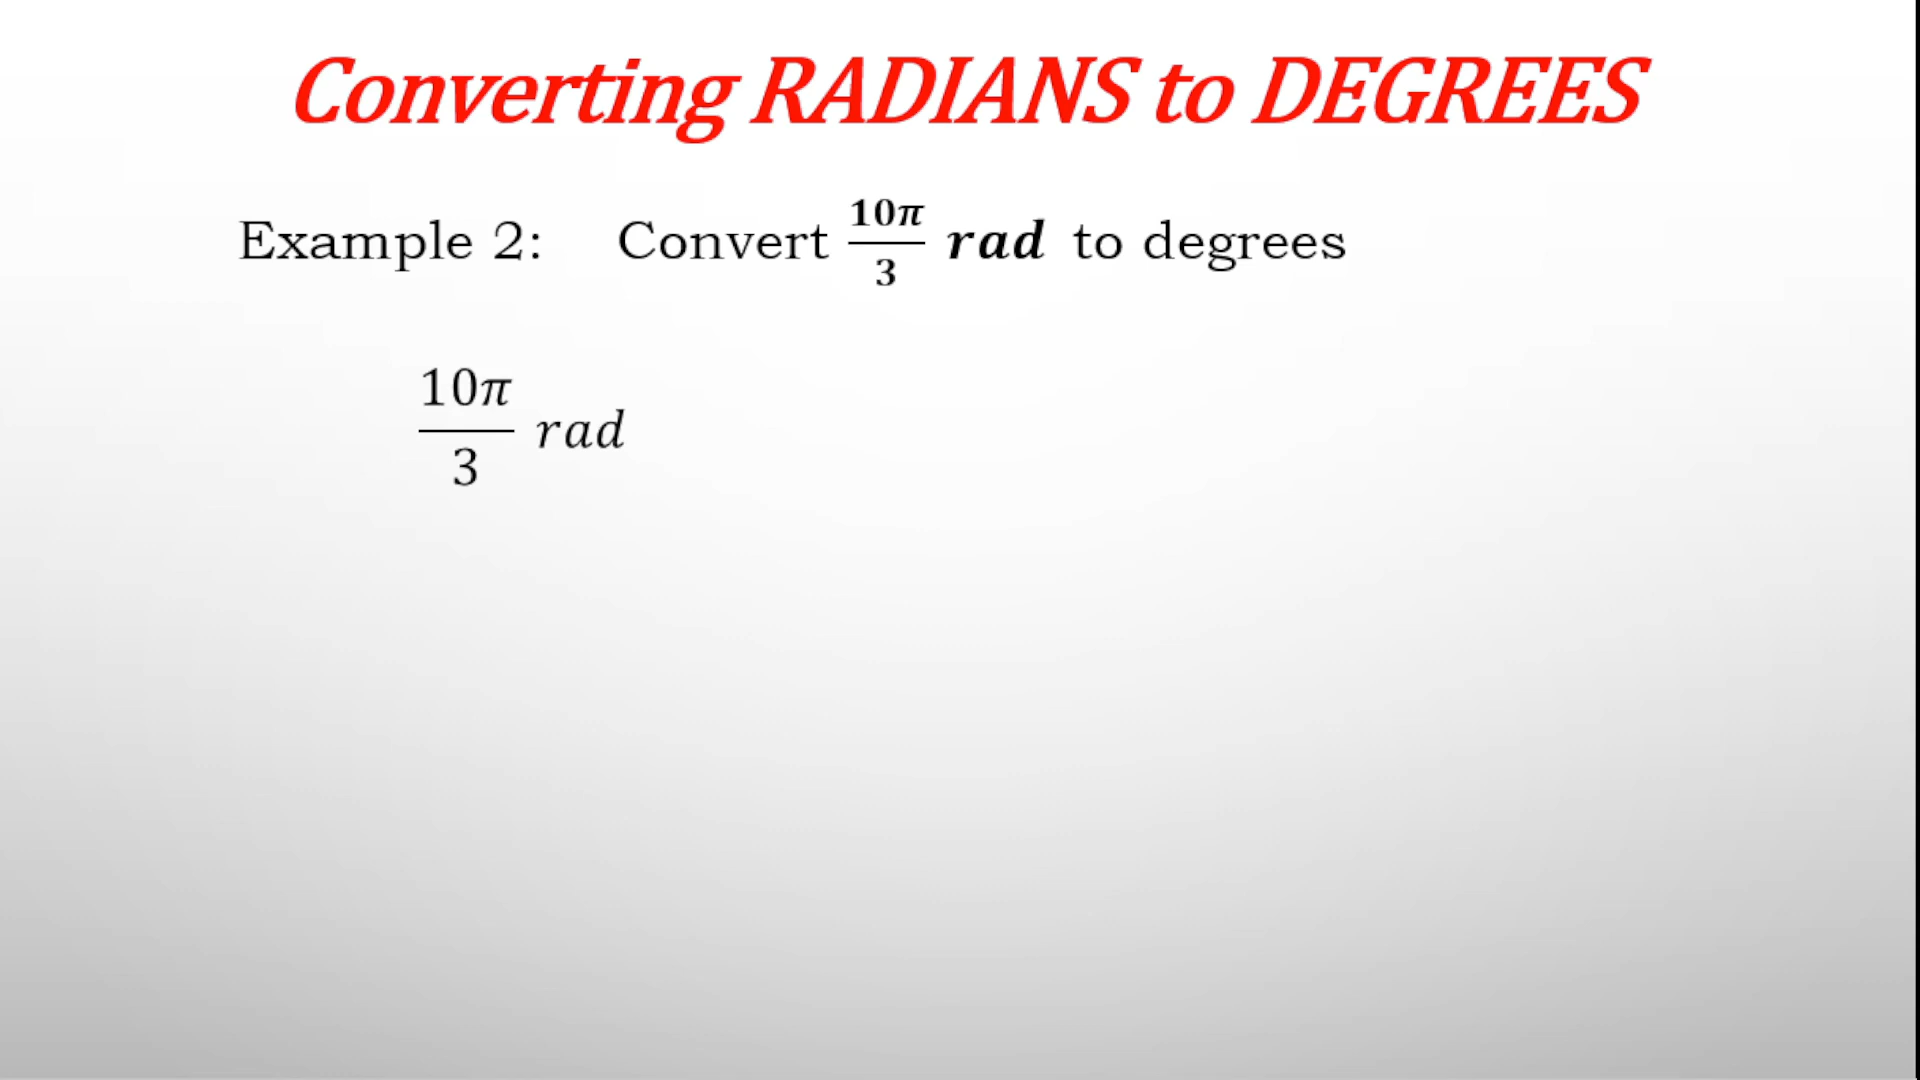 Converting RADIANS to DEGREES
Example 2: Convert 10π/3 rad to degrees
10π/3 rad